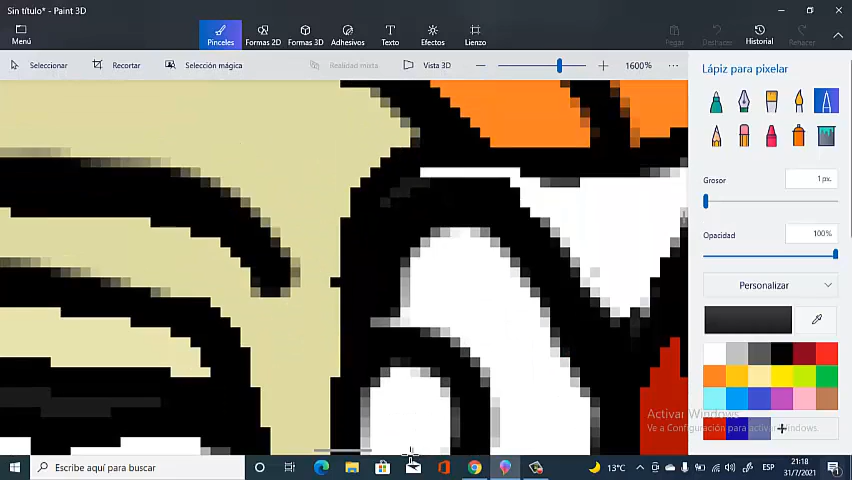 Sin título* - Paint 3D
Menú
Pinceles
Formas 2D
Formas 3D
Adhesivos
Texto
Efectos
Lienzo
Pegar
Deshacer
Historial
Rehacer
Seleccionar
Recortar
Selección mágica
Realidad mixta
Vista 3D
1600%
Lápiz para pixelar
Grosor
1 px.
Opacidad
100%
Personalizar
Activar Windows
Ve a Configuración para activar Windows.
Escribe aquí para buscar
13°C
ESP
21:18
31/7/2021
1